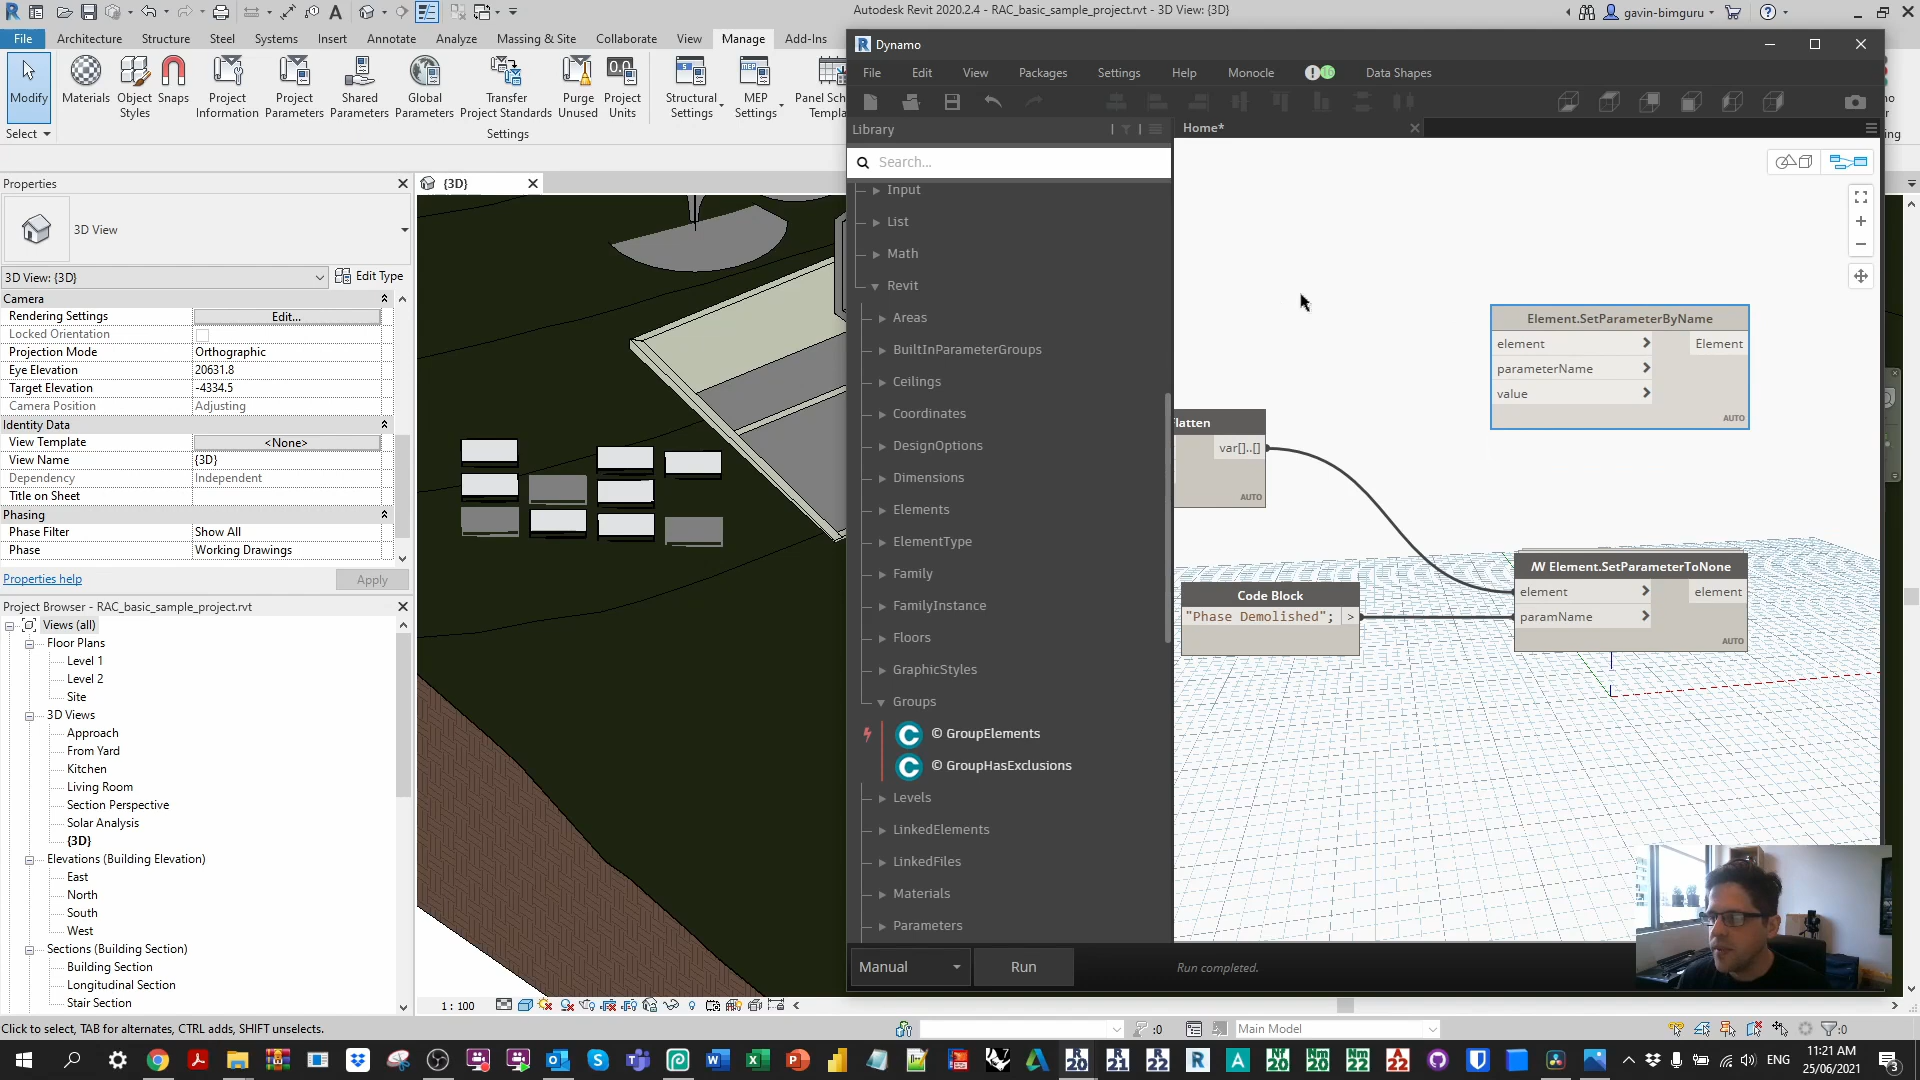 Autodesk Revit 2020.2.4 - RAC_basic_sample_project.rvt - 3D View: {3D}
gavin-bimguru
File
Architecture
Structure
Steel
Systems
Insert
Annotate
Analyze
Massing & Site
Collaborate
View
Manage
Add-Ins
Modify
Materials
Object
Styles
Snaps
Project
Information
Project
Parameters
Shared
Parameters
Global
Parameters
Transfer
Project Standards
Purge
Unused
Project
Units
Structural
Settings
MEP
Settings
Select
Settings
Properties
{3D}
3D View
3D View: {3D}
Edit Type
Camera
Rendering Settings
Edit...
Locked Orientation
Projection Mode
Orthographic
Eye Elevation
20631.8
Target Elevation
-4334.5
Camera Position
Adjusting
Identity Data
View Template
<None>
View Name
{3D}
Dependency
Independent
Title on Sheet
Phasing
Phase Filter
Show All
Phase
Working Drawings
Properties help
Apply
Project Browser - RAC_basic_sample_project.rvt
Views (all)
Floor Plans
Level 1
Level 2
Site
3D Views
Approach
From Yard
Kitchen
Living Room
Section Perspective
Solar Analysis
{3D}
Elevations (Building Elevation)
East
North
South
West
Sections (Building Section)
Building Section
Longitudinal Section
Stair Section
Dynamo
File
Edit
View
Packages
Settings
Help
Monocle
Data Shapes
Library
Home*
Search...
Input
List
Math
Revit
Areas
BuiltInParameterGroups
Ceilings
Coordinates
DesignOptions
Dimensions
Elements
ElementType
Family
FamilyInstance
Floors
GraphicStyles
Groups
© GroupElements
© GroupHasExclusions
Levels
LinkedElements
LinkedFiles
Materials
Parameters
Element.SetParameterByName
element
Element
parameterName
value
AUTO
var[]..[]
AUTO
Code Block
"Phase Demolished";
>
Element.SetParameterToNone
element
element
paramName
AUTO
Manual
Run
Run completed.
1 : 100
Click to select, TAB for alternates, CTRL adds, SHIFT unselects.
:0
Main Model
:0
ENG
11:21 AM
25/06/2021